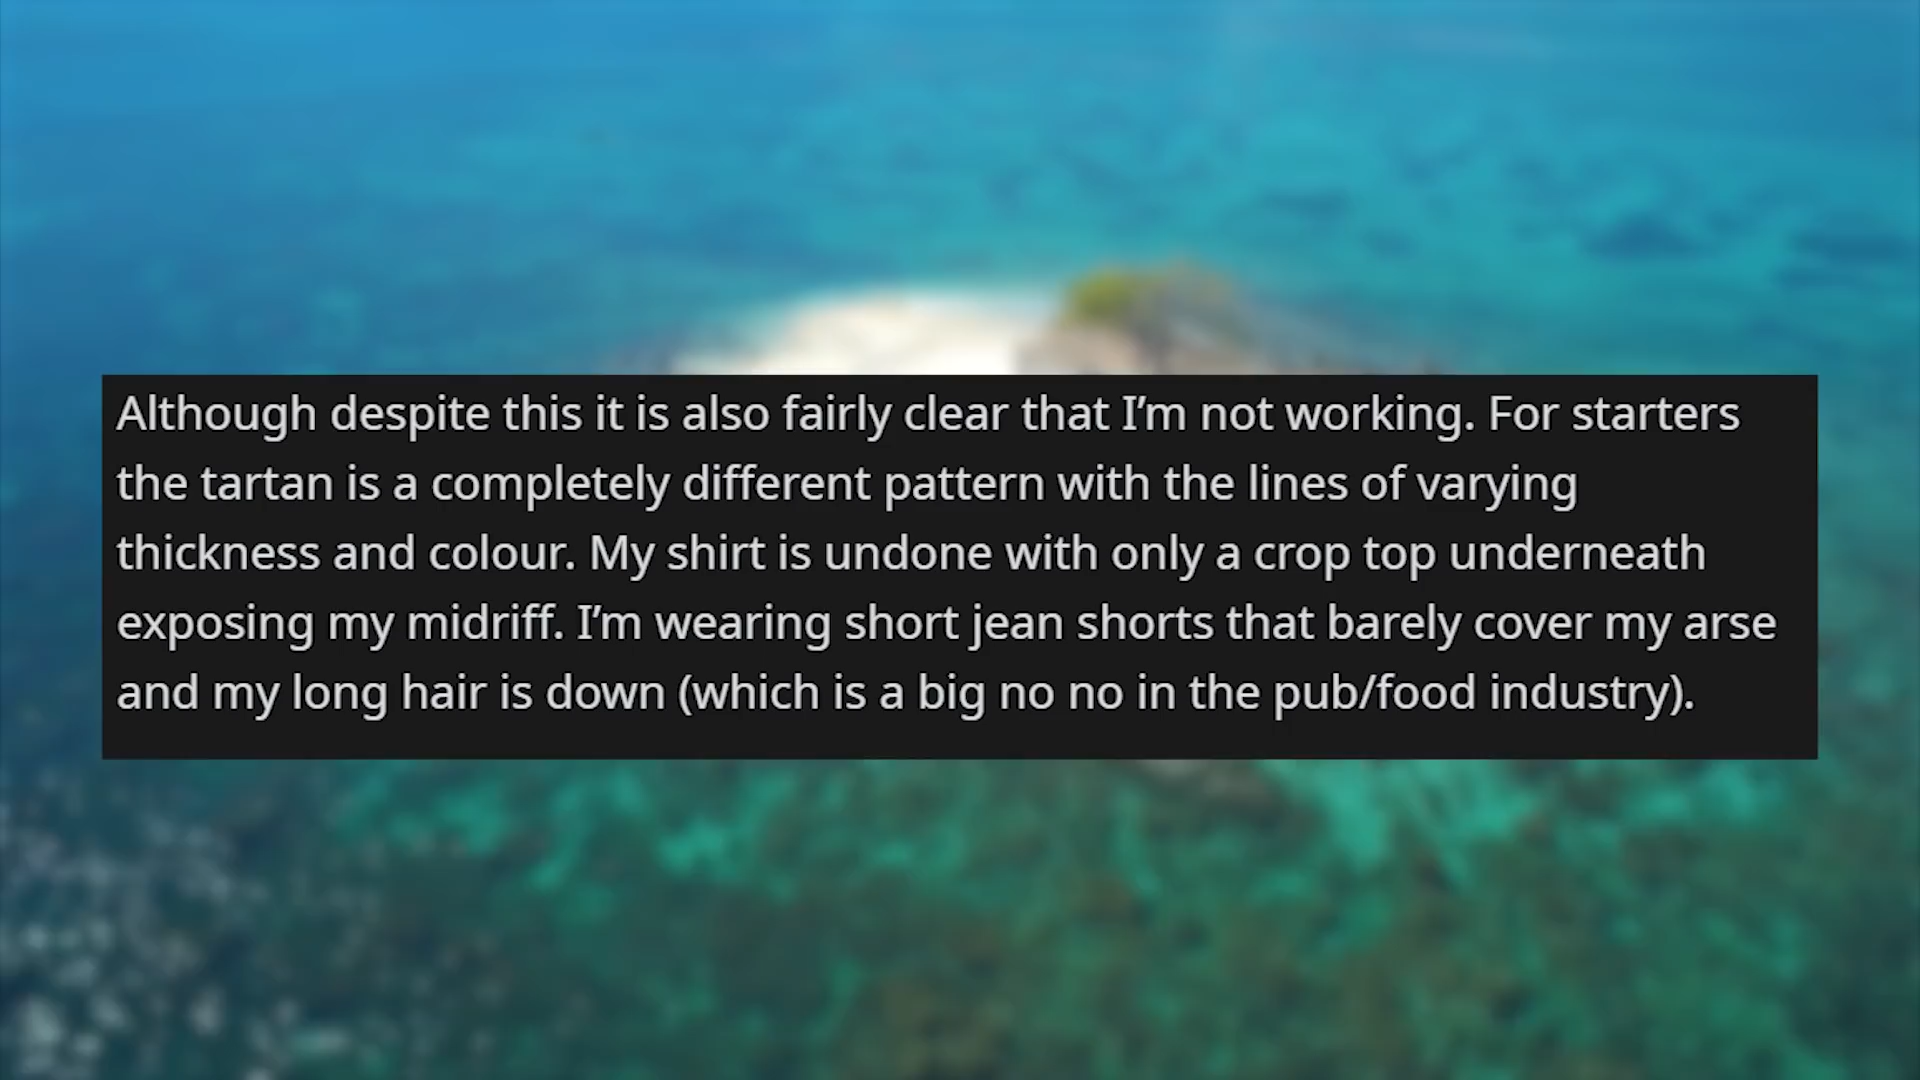 Although despite this it is also fairly clear that I’m not working. For starters
the tartan is a completely different pattern with the lines of varying
thickness and colour. My shirt is undone with only a crop top underneath
exposing my midriff. I’m wearing short jean shorts that barely cover my arse
and my long hair is down (which is a big no no in the pub/food industry).